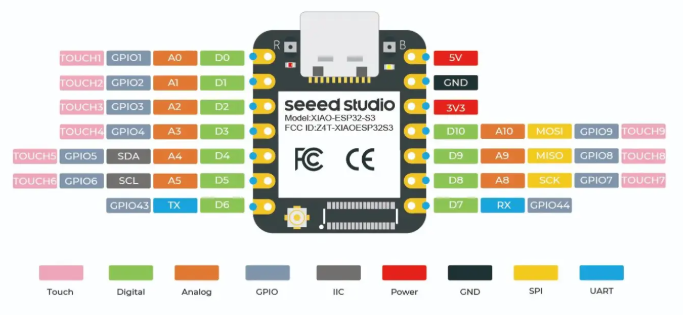 R B
TOUCH1 GPIO1 A0 D0 5V
TOUCH2 GPIO2 A1 D1 GND
TOUCH3 GPIO3 A2 D2 3V3
TOUCH4 GPIO4 A3 D3 D10 A10 MOSI GPIO9 TOUCH9
TOUCH5 GPIO5 SDA A4 D4 D9 A9 MISO GPIO8 TOUCH8
TOUCH6 GPIO6 SCL A5 D5 D8 A8 SCK GPIO7 TOUCH7
GPIO43 TX D6 D7 RX GPIO44
seeed studio
Model:XIAO-ESP32-S3
FCC ID:Z4T-XIAOESP32S3
FC CE
Touch Digital Analog GPIO IIC Power GND SPI UART